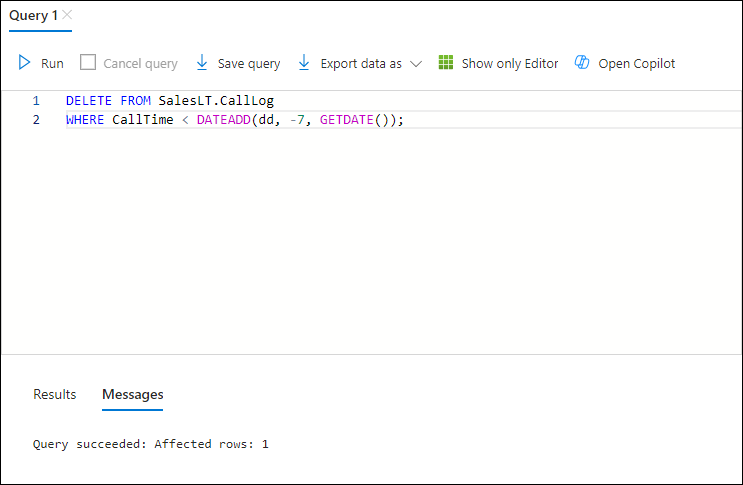 Query 1
Run Cancel query Save query Export data as Show only Editor Open Copilot
1 DELETE FROM SalesLT.CallLog
2 WHERE CallTime < DATEADD(dd, -7, GETDATE());
Results Messages
Query succeeded: Affected rows: 1